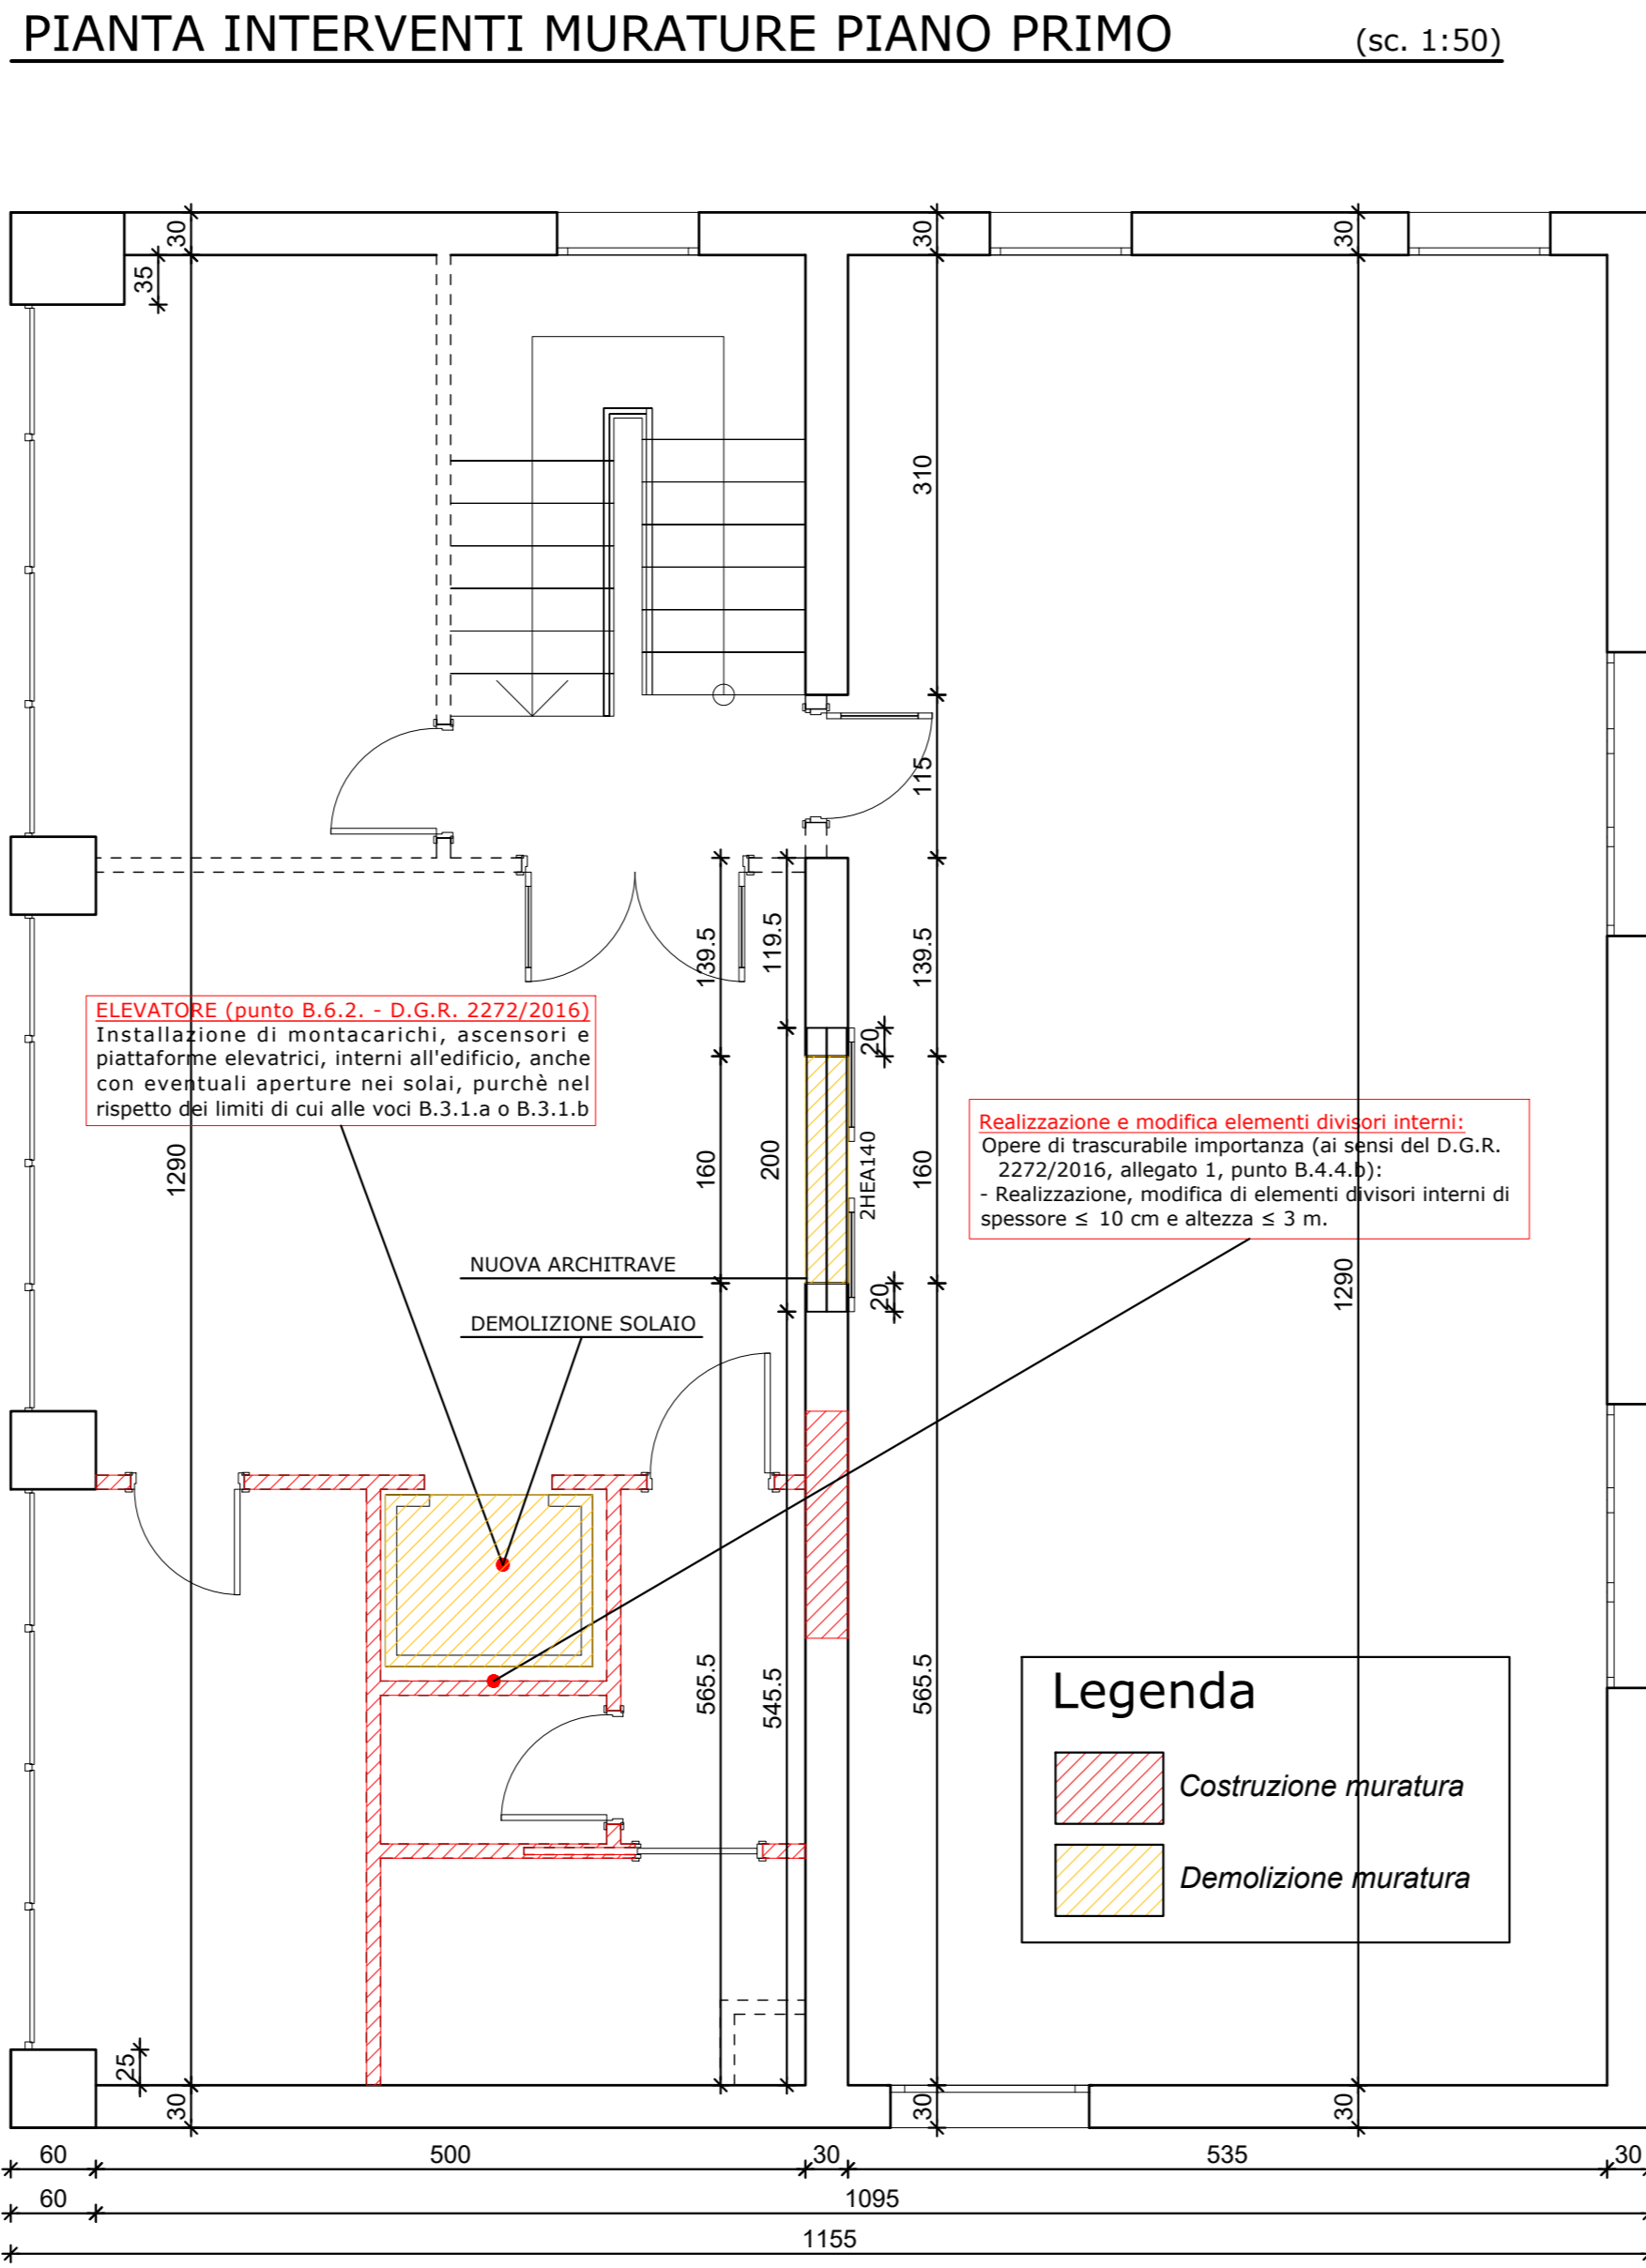 PIANTA INTERVENTI MURATURE PIANO PRIMO (sc. 1:50)
30 30 30
35
310
115
139.5 119.5 139.5
ELEVATORE (punto B.6.2. - D.G.R. 2272/2016)
Installazione di montacarichi, ascensori e
piattaforme elevatrici, interni all'edificio, anche
con eventuali aperture nei solai, purchè nel
rispetto dei limiti di cui alle voci B.3.1.a o B.3.1.b
20
Realizzazione e modifica elementi divisori interni:
Opere di trascurabile importanza (ai sensi del D.G.R.
2272/2016, allegato 1, punto B.4.4.b):
- Realizzazione, modifica di elementi divisori interni di
spessore ≤ 10 cm e altezza ≤ 3 m.
1290 160 200 2HEA140 160
NUOVA ARCHITRAVE
20 1290
DEMOLIZIONE SOLAIO
565.5 545.5 565.5
Legenda
Costruzione muratura
Demolizione muratura
25
30 30 30
60 500 30 535 30
60 1095
1155